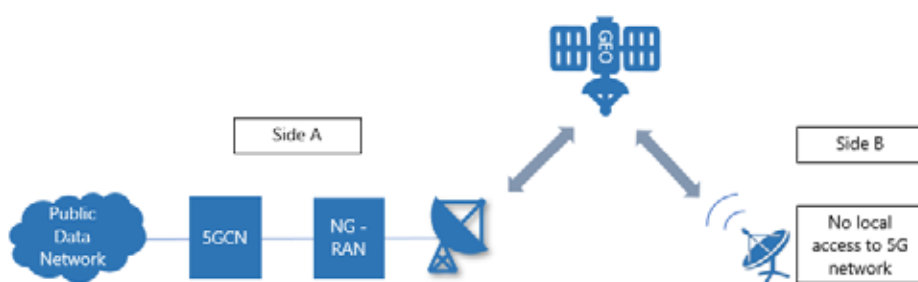 GEO
Side A
Side B
Public
Data
Network
5GCN
NG -
RAN
No local
access to 5G
network